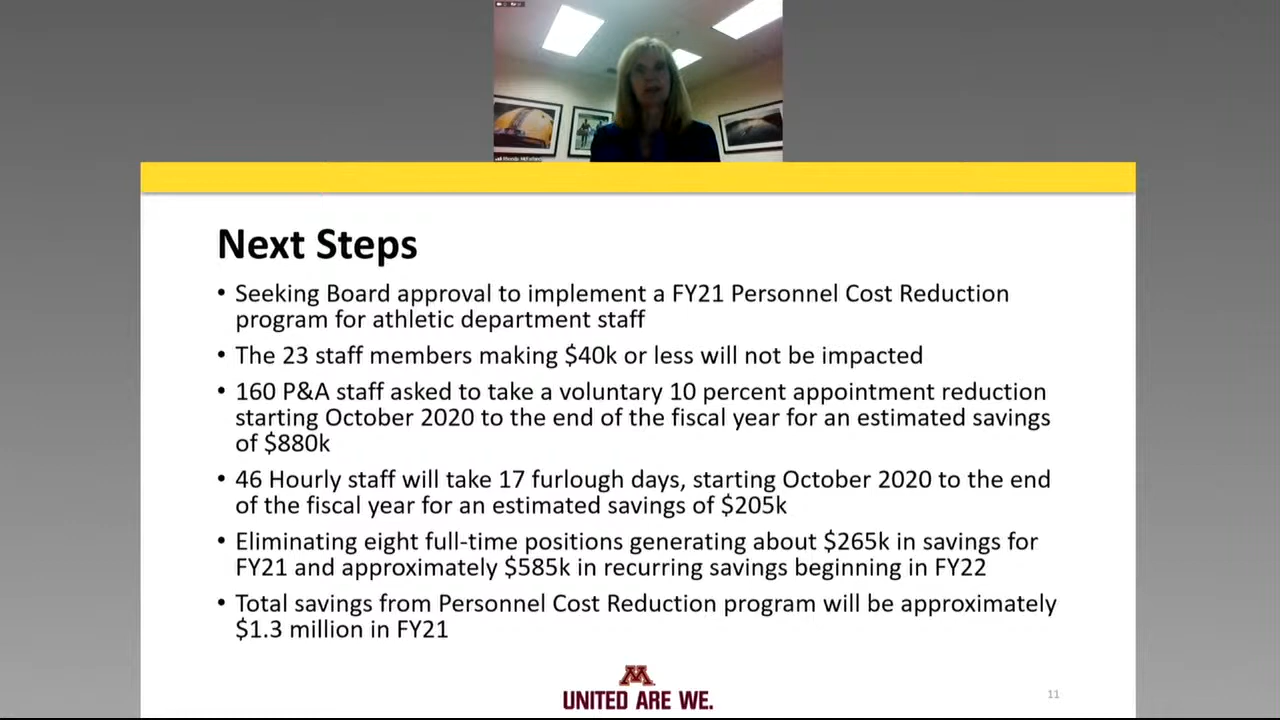 Next Steps
• Seeking Board approval to implement a FY21 Personnel Cost Reduction
program for athletic department staff
• The 23 staff members making $40k or less will not be impacted
• 160 P&A staff asked to take a voluntary 10 percent appointment reduction
starting October 2020 to the end of the fiscal year for an estimated savings
of $880k
• 46 Hourly staff will take 17 furlough days, starting October 2020 to the end
of the fiscal year for an estimated savings of $205k
• Eliminating eight full-time positions generating about $265k in savings for
FY21 and approximately $585k in recurring savings beginning in FY22
• Total savings from Personnel Cost Reduction program will be approximately
$1.3 million in FY21
M
UNITED ARE WE.
11